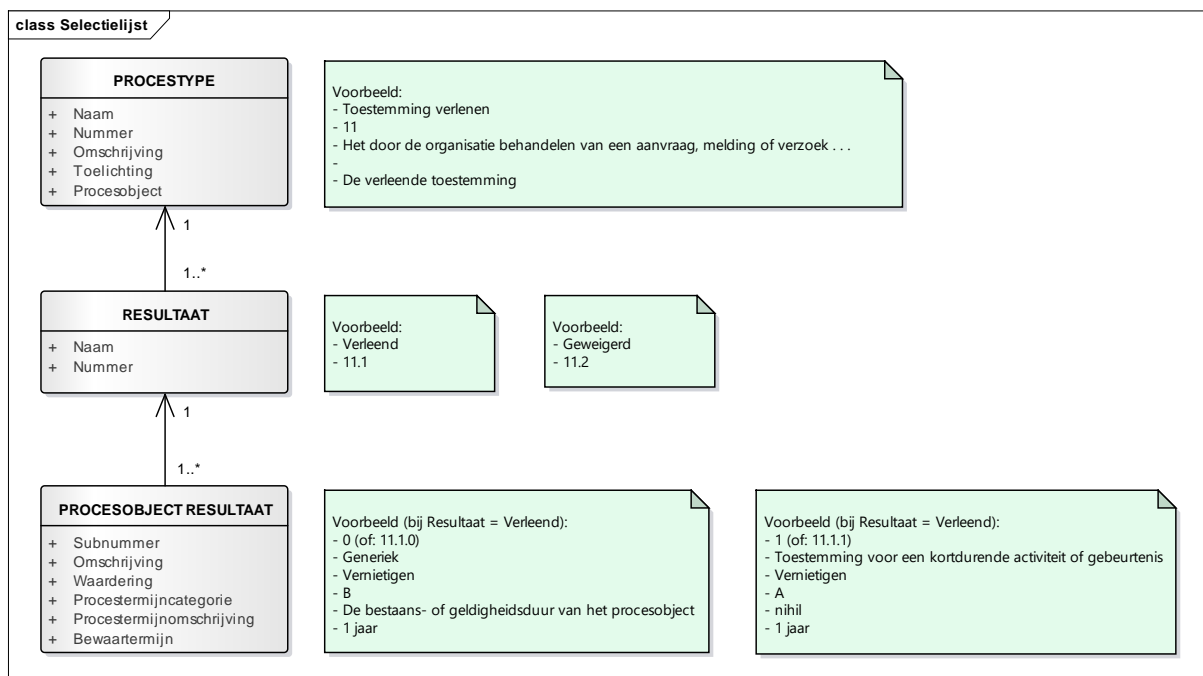 class Selectielijst
PROCESTYPE
+ Naam
+ Nummer
+ Omschrijving
+ Toelichting
+ Procesobject
Voorbeeld:
- Toestemming verlenen
- 11
- Het door de organisatie behandelen van een aanvraag, melding of verzoek . . .
-
- De verleende toestemming
1
1..*
RESULTAAT
+ Naam
+ Nummer
Voorbeeld:
- Verleend
- 11.1
Voorbeeld:
- Geweigerd
- 11.2
1
1..*
PROCESOBJECT RESULTAAT
+ Subnummer
+ Omschrijving
+ Waardering
+ Procestermijncategorie
+ Procestermijnomschrijving
+ Bewaartermijn
Voorbeeld (bij Resultaat = Verleend):
- 0 (of: 11.1.0)
- Generiek
- Vernietigen
- B
- De bestaans- of geldigheidsduur van het procesobject
- 1 jaar
Voorbeeld (bij Resultaat = Verleend):
- 1 (of: 11.1.1)
- Toestemming voor een kortdurende activiteit of gebeurtenis
- Vernietigen
- A
- nihil
- 1 jaar